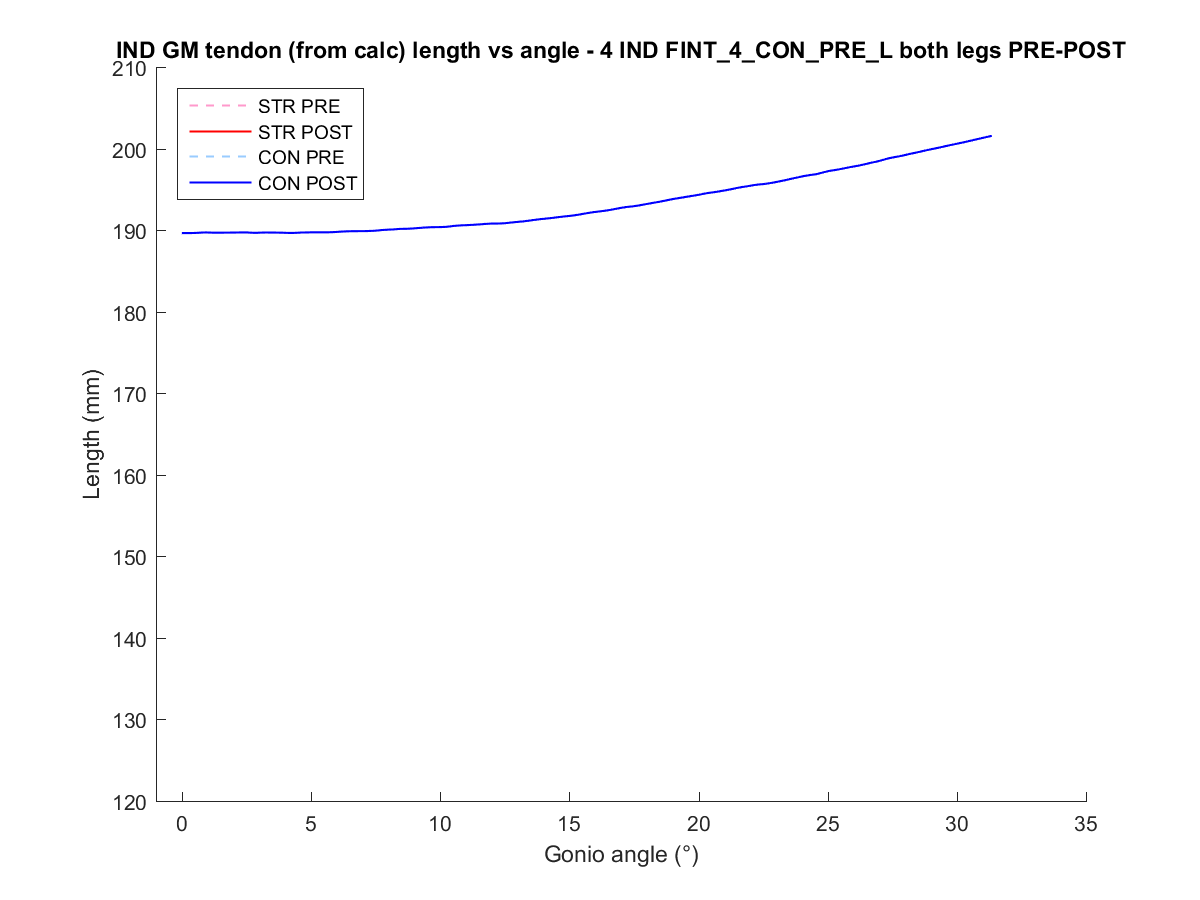 IND GM tendon (from calc) length vs angle - 4 IND FINT_4_CON_PRE_L both legs PRE-POST
STR PRE
STR POST
CON PRE
CON POST
210
200
190
180
170
160
150
140
130
120
Length (mm)
0 5 10 15 20 25 30 35
Gonio angle (°)